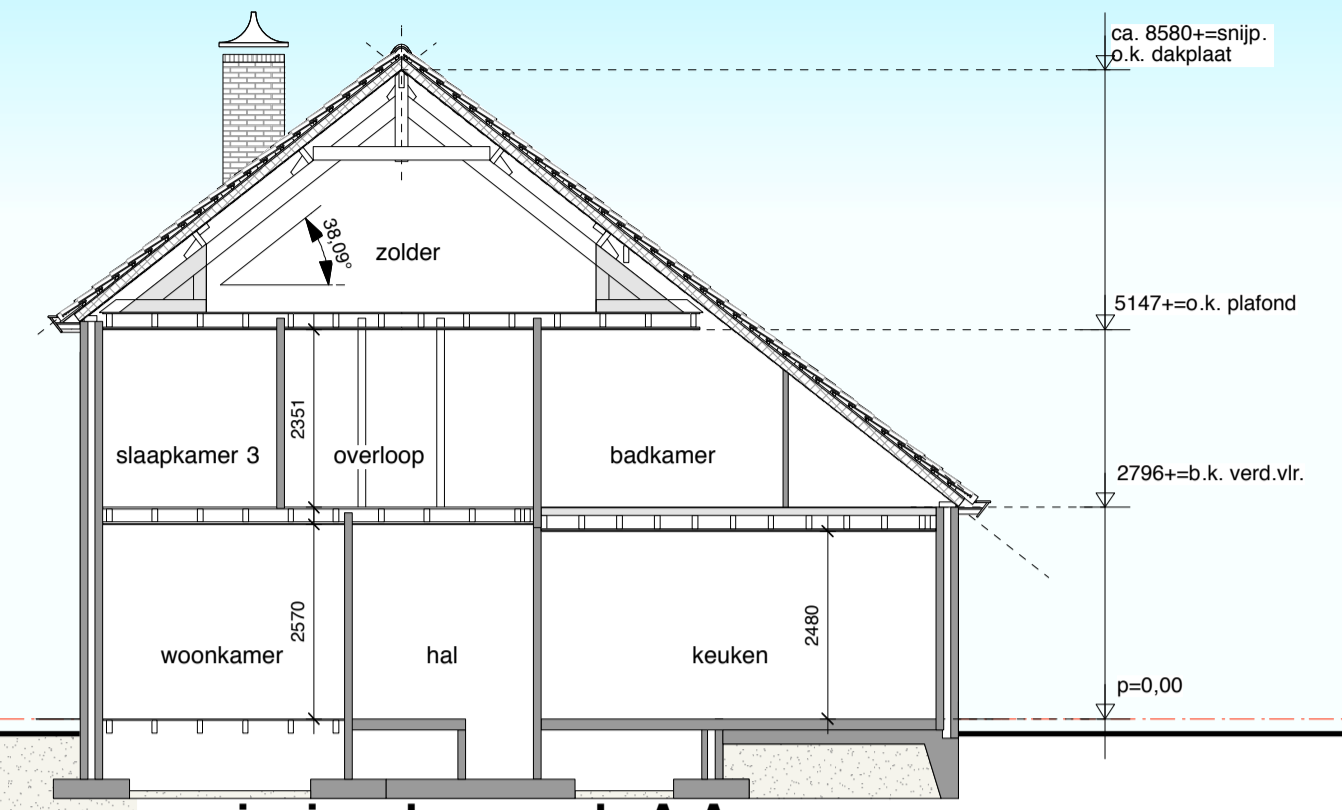 ca. 8580+=snijp.
o.k. dakplaat
38,09°
zolder
5147+=o.k. plafond
2351
slaapkamer 3
overloop
badkamer
2796+=b.k. verd.vlr.
2570
2480
woonkamer
hal
keuken
p=0,00